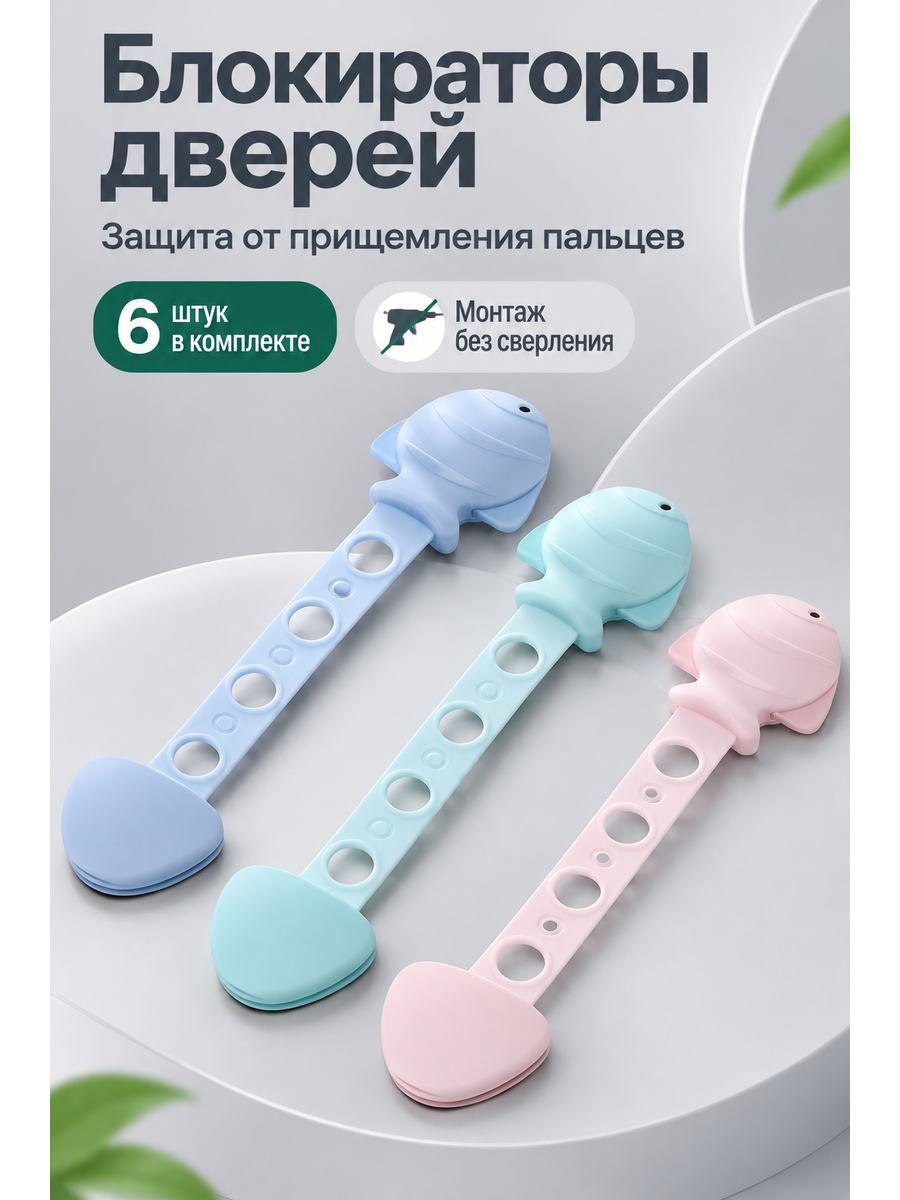 Блокираторы
дверей
Защита от прищемления пальцев
6 штук
в комплекте
Монтаж
без сверления